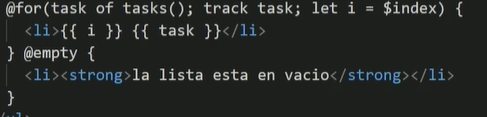 @for(task of tasks(); track task; let i = $index) {
<li>{{ i }} {{ task }}</li>
} @empty {
<li><strong>la lista esta en vacio</strong></li>
}